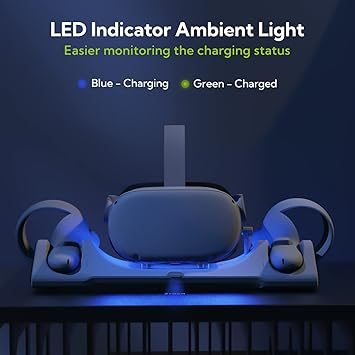 LED Indicator Ambient Light
Easier monitoring the charging status
Blue - Charging
Green - Charged